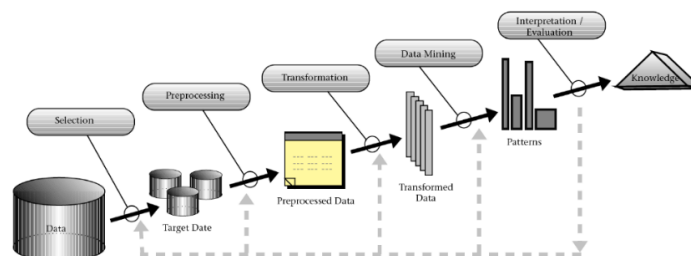 Interpretation /
Evaluation
Data Mining
Knowledge
Transformation
Preprocessing
Selection
Patterns
Transformed
Data
Preprocessed Data
Target Date
Data